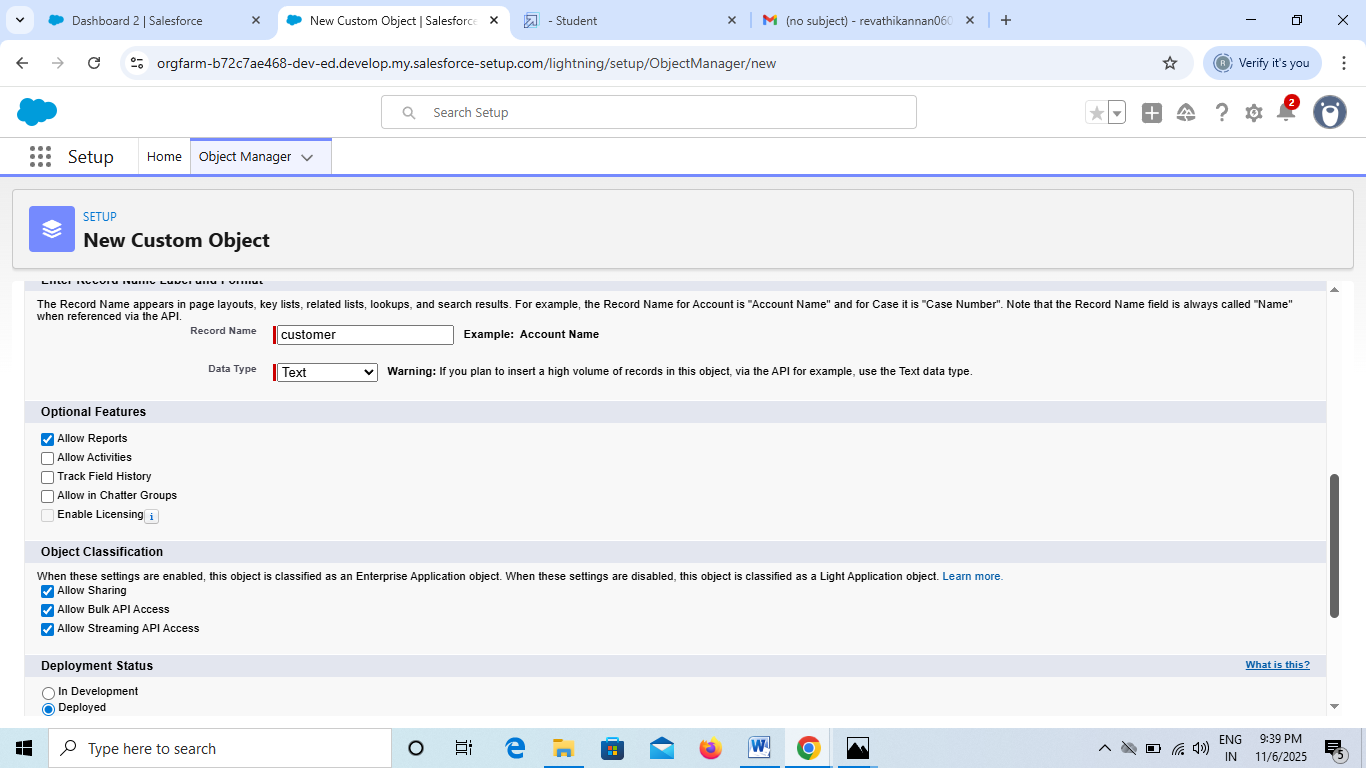 Dashboard 2 | Salesforce
New Custom Object | Salesforce
- Student
(no subject) - revathikannan060
orgfarm-b72c7ae468-dev-ed.develop.my.salesforce-setup.com/lightning/setup/ObjectManager/new
R
Verify it's you
Search Setup
2
Setup
Home
Object Manager
SETUP
New Custom Object
Enter Record Name Label and Format
The Record Name appears in page layouts, key lists, related lists, lookups, and search results. For example, the Record Name for Account is "Account Name" and for Case it is "Case Number". Note that the Record Name field is always called "Name"
when referenced via the API.
Record Name
customer
Example: Account Name
Data Type
Text
Warning: If you plan to insert a high volume of records in this object, via the API for example, use the Text data type.
Optional Features
Allow Reports
Allow Activities
Track Field History
Allow in Chatter Groups
Enable Licensing
i
Object Classification
When these settings are enabled, this object is classified as an Enterprise Application object. When these settings are disabled, this object is classified as a Light Application object. Learn more.
Allow Sharing
Allow Bulk API Access
Allow Streaming API Access
Deployment Status
What is this?
In Development
Deployed
Type here to search
ENG
IN
9:39 PM
11/6/2025
5